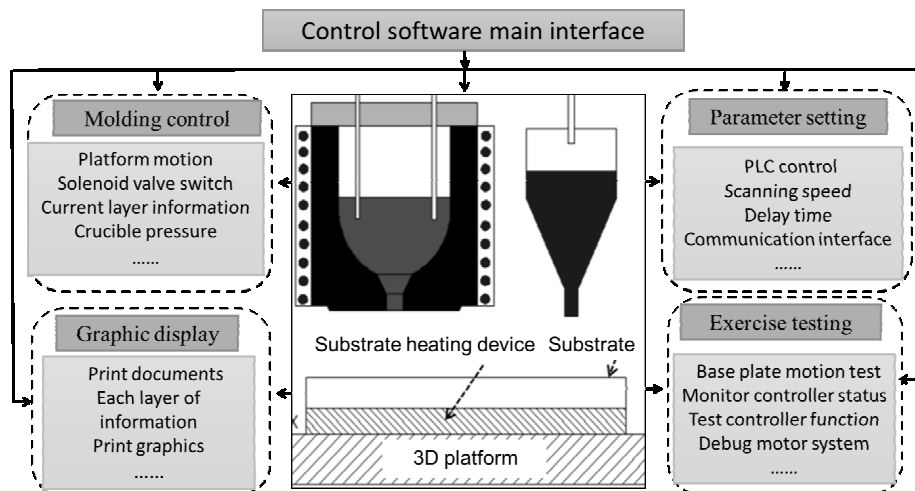 Control software main interface
Molding control
Platform motion
Solenoid valve switch
Current layer information
Crucible pressure
......
Graphic display
Print documents
Each layer of
information
Print graphics
......
Substrate heating device
Substrate
3D platform
Parameter setting
PLC control
Scanning speed
Delay time
Communication interface
......
Exercise testing
Base plate motion test
Monitor controller status
Test controller function
Debug motor system
......